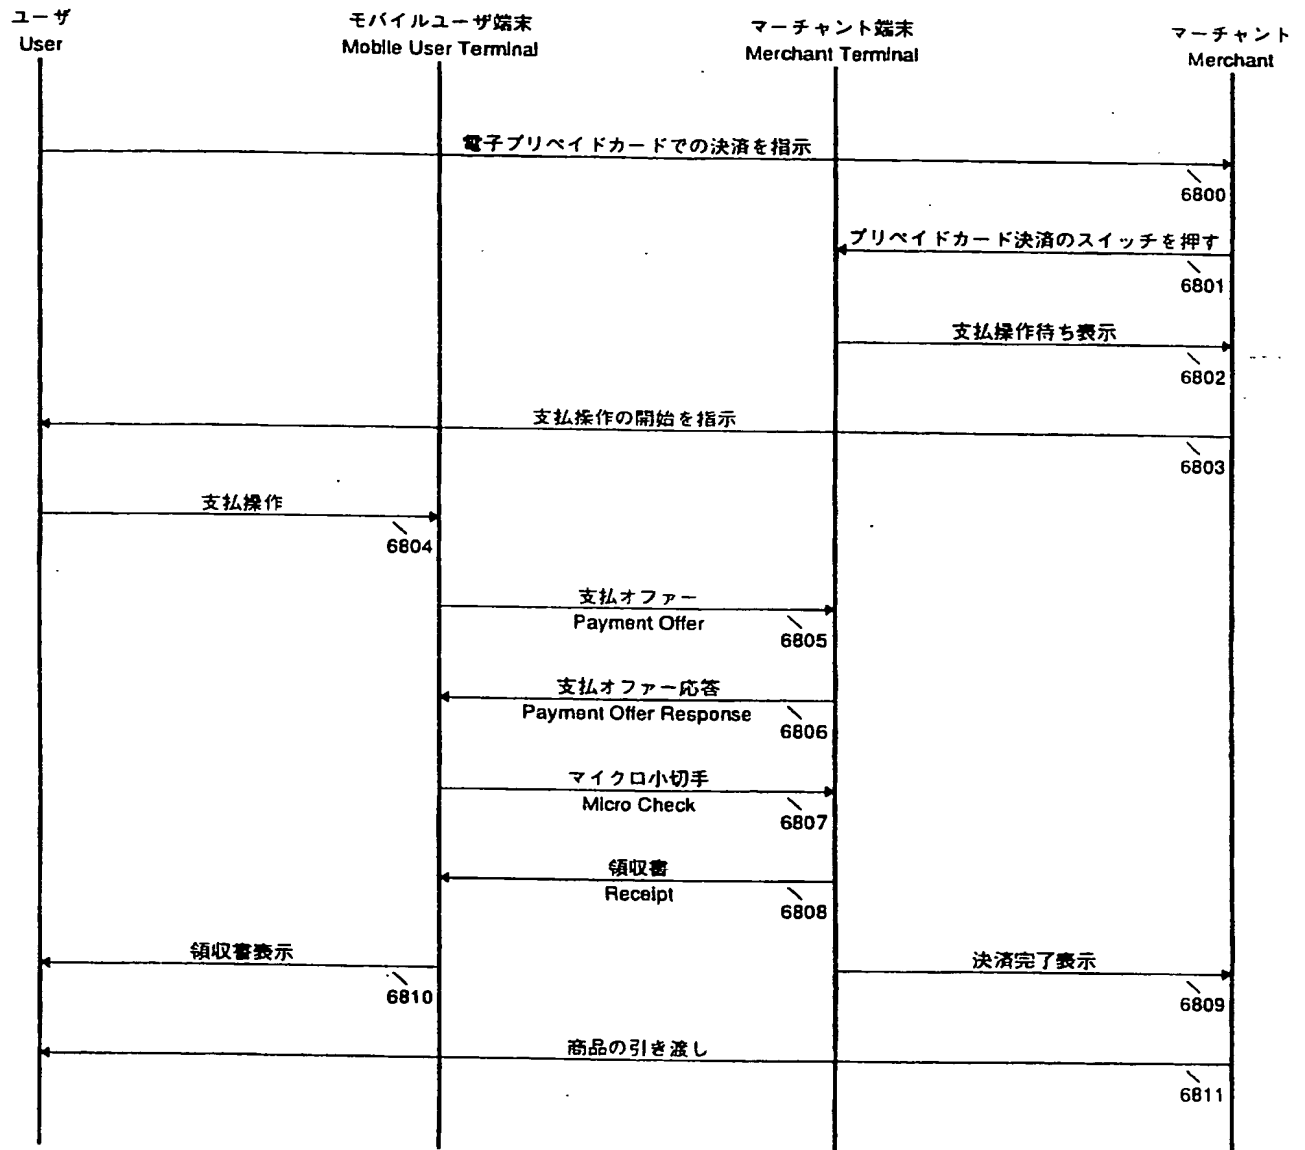 ユーザ
User
モバイルユーザ端末
Mobile User Terminal
マーチャント端末
Merchant Terminal
マーチャント
Merchant
電子プリペイドカードでの決済を指示
6800
プリペイドカード決済のスイッチを押す
6801
支払操作待ち表示
6802
支払操作の開始を指示
6803
支払操作
6804
支払オファー
Payment Offer
6805
支払オファー応答
Payment Offer Response
6806
マイクロ小切手
Micro Check
6807
領収書
Receipt
6808
領収書表示
6810
決済完了表示
6809
商品の引き渡し
6811